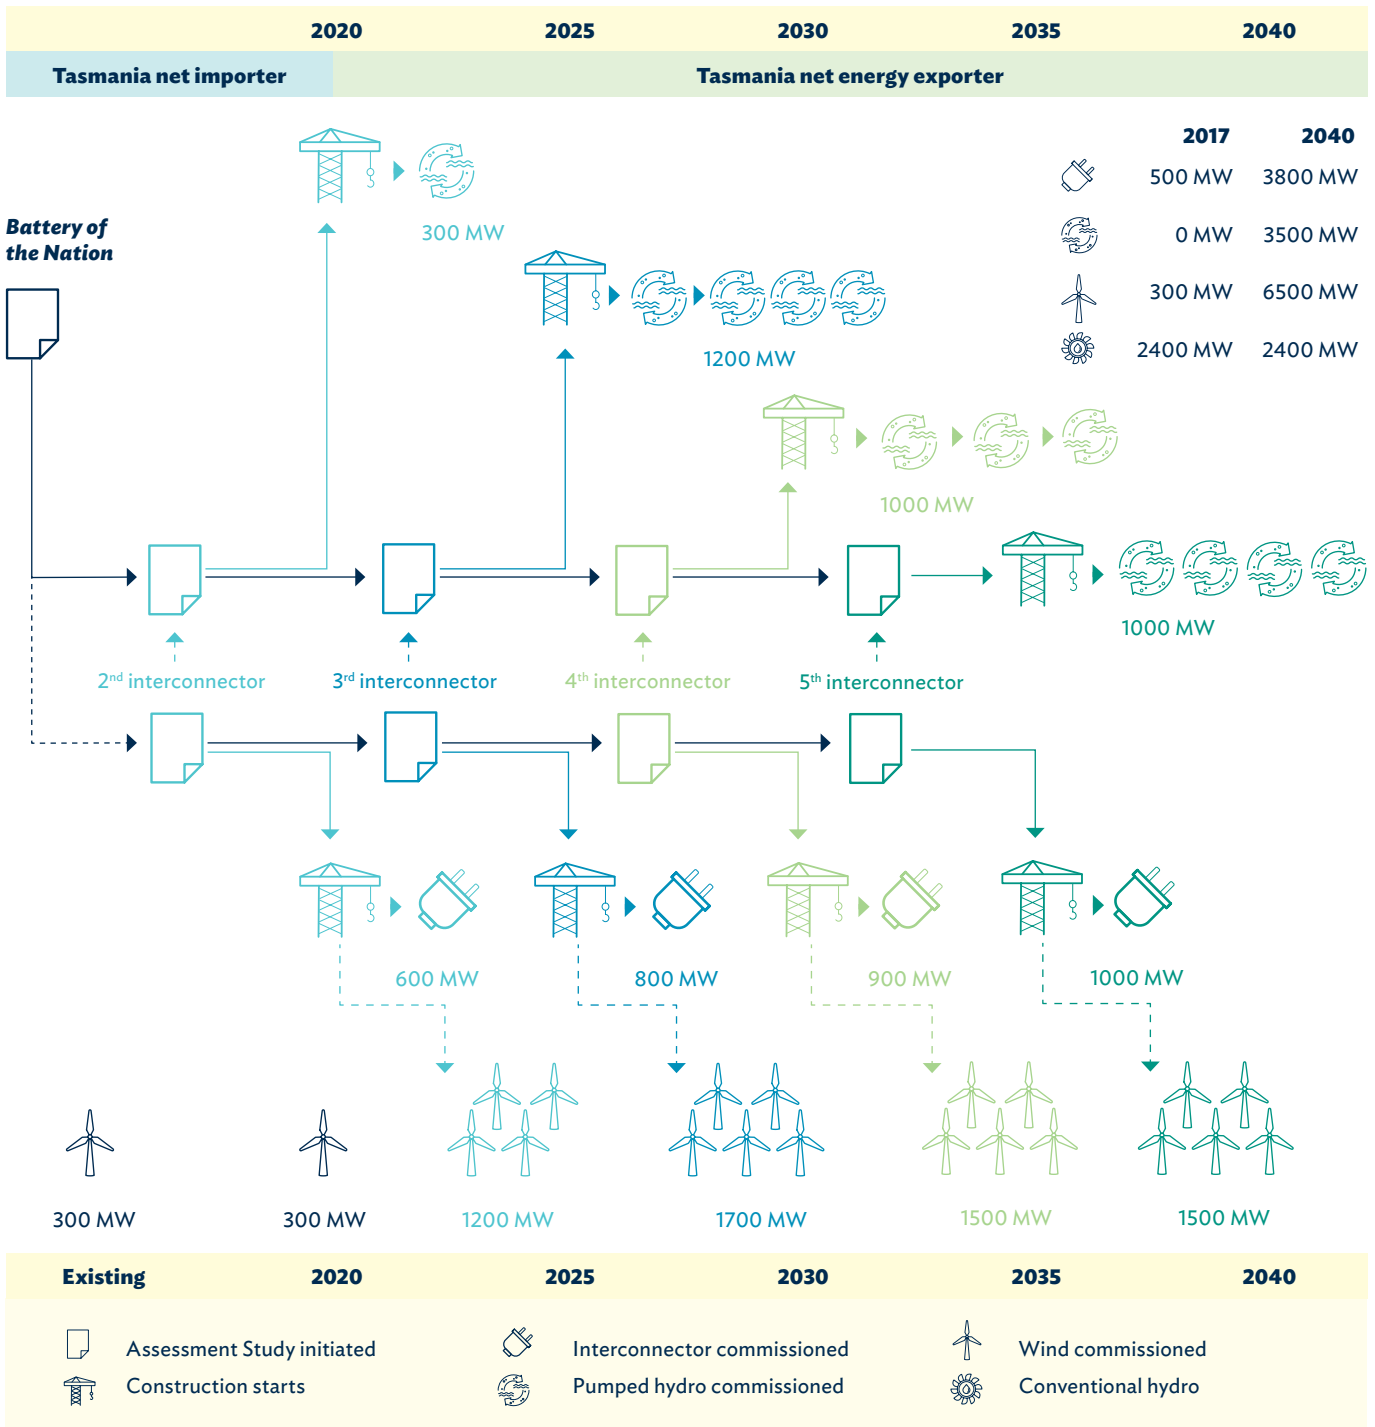 2020 2025 2030 2035 2040
Tasmania net importer Tasmania net energy exporter
2017 2040
500 MW 3800 MW
0 MW 3500 MW
300 MW 6500 MW
2400 MW 2400 MW
Battery of
the Nation
300 MW
1200 MW
1000 MW
1000 MW
2nd interconnector 3rd interconnector 4th interconnector 5th interconnector
600 MW 800 MW 900 MW 1000 MW
300 MW 300 MW 1200 MW 1700 MW 1500 MW 1500 MW
Existing 2020 2025 2030 2035 2040
Assessment Study initiated Interconnector commissioned Wind commissioned
Construction starts Pumped hydro commissioned Conventional hydro